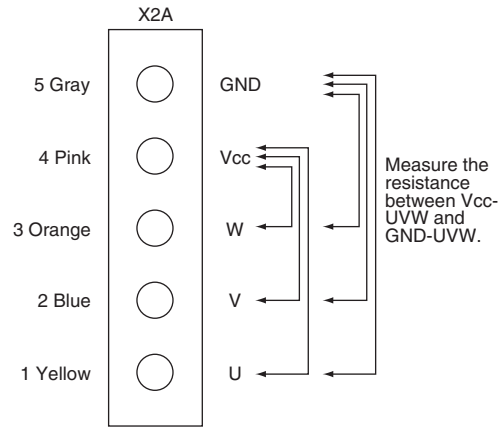 X2A
5 Gray GND
4 Pink Vcc
3 Orange W
2 Blue V
1 Yellow U
Measure the
resistance
between Vcc-
UVW and
GND-UVW.